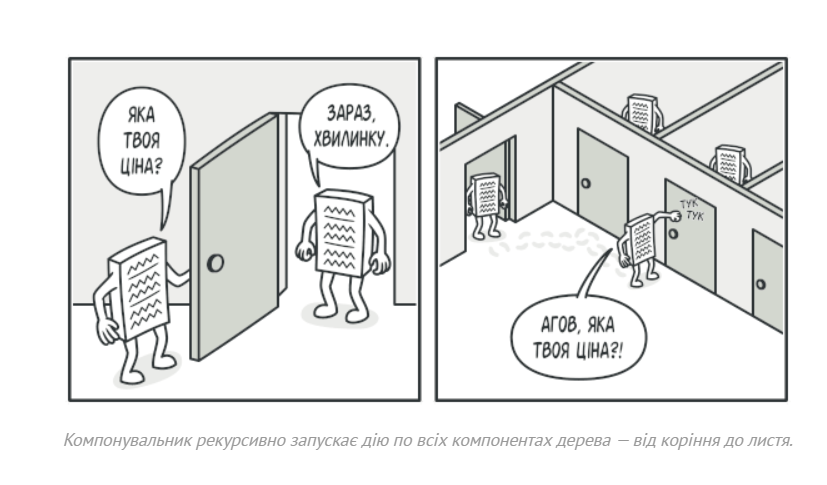 ЯКА
ТВОЯ
ЦІНА?
ЗАРАЗ,
ХВИЛИНКУ.
ТУК
ТУК
АГОВ, ЯКА
ТВОЯ ЦІНА?!
Компонувальник рекурсивно запускає дію по всіх компонентах дерева — від коріння до листя.